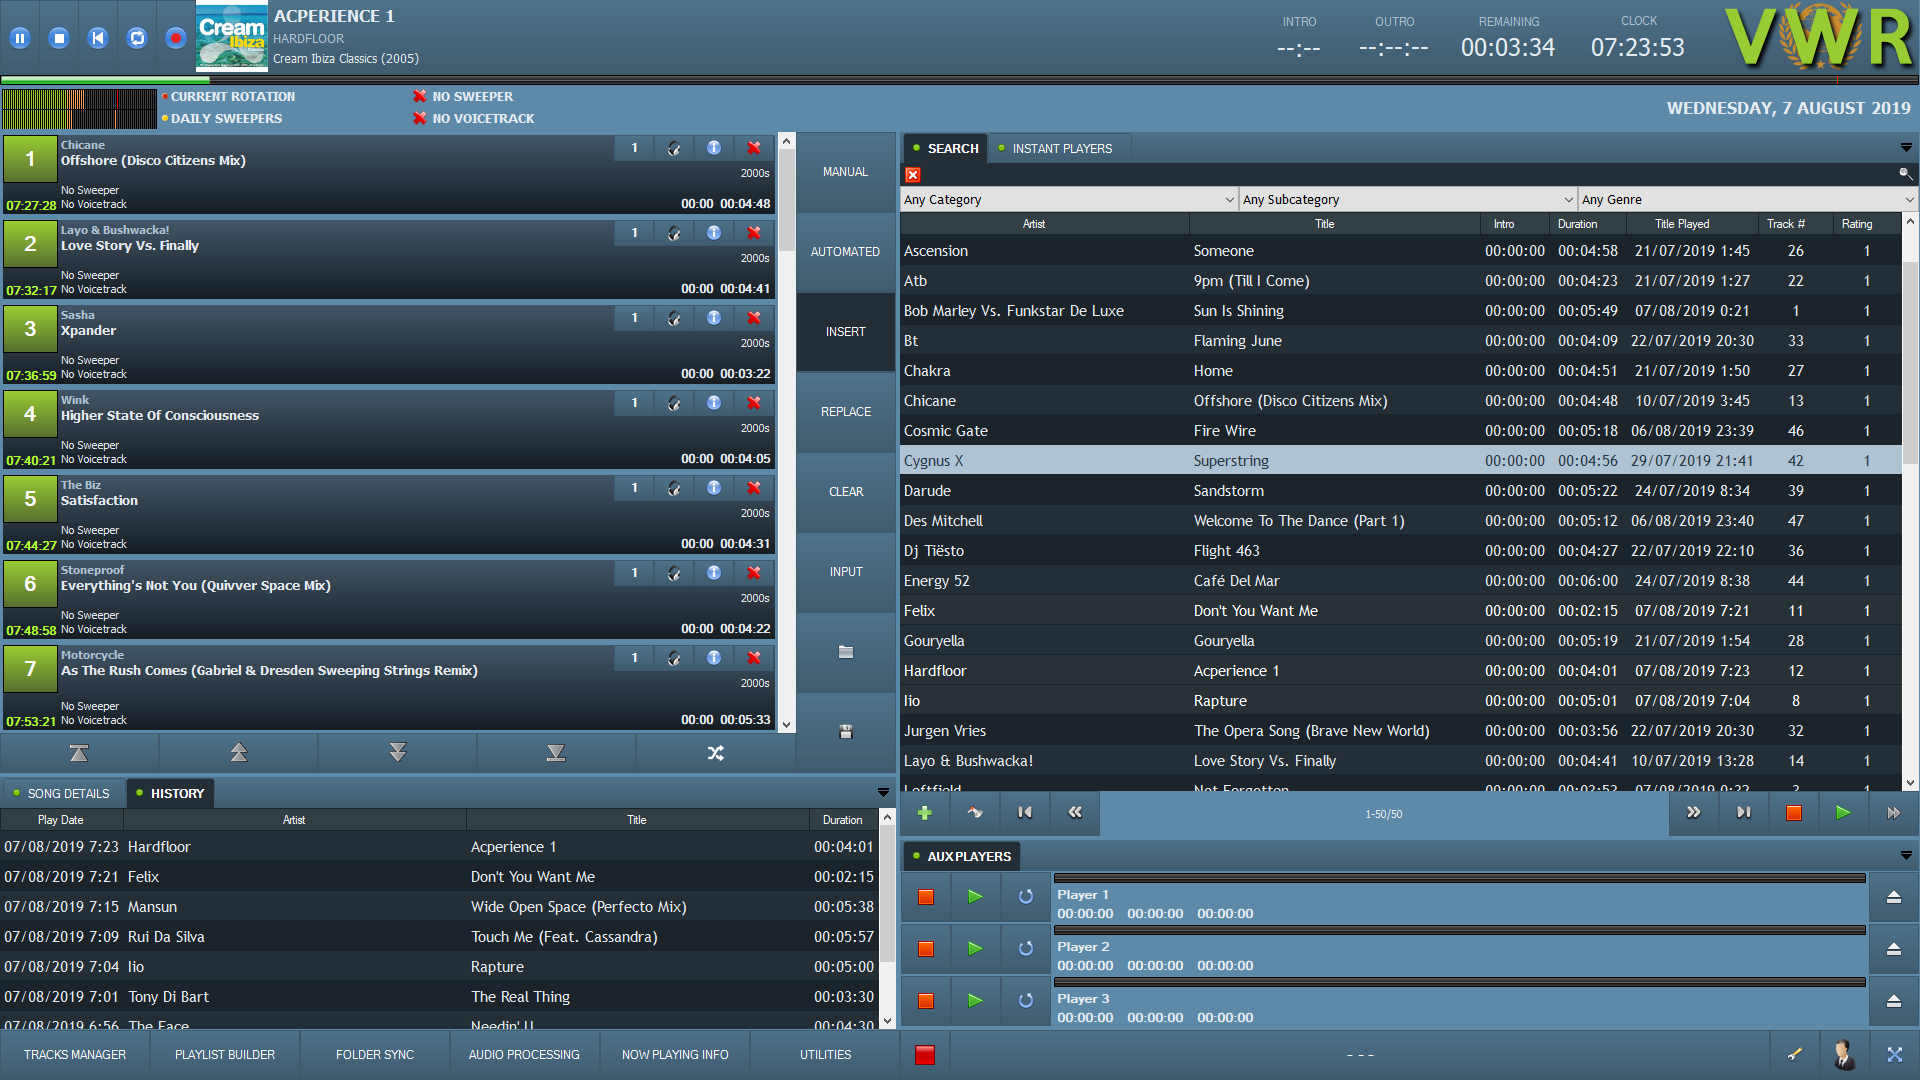 ACPERIENCE 1
HARDFLOOR
Cream Ibiza Classics (2005)
Cream
Ibiza
INTRO
--:--
OUTRO
--:--:--
REMAINING
00:03:34
CLOCK
07:23:53
VWR
CURRENT ROTATION
DAILY SWEEPERS
NO SWEEPER
NO VOICETRACK
WEDNESDAY, 7 AUGUST 2019
1 Chicane 1
Offshore (Disco Citizens Mix)
2000s
No Sweeper
07:27:28 No Voicetrack 00:00 00:04:48
2 Layo & Bushwacka! 1
Love Story Vs. Finally
2000s
No Sweeper
07:32:17 No Voicetrack 00:00 00:04:41
3 Sasha 1
Xpander
2000s
No Sweeper
07:36:59 No Voicetrack 00:00 00:03:22
4 Wink 1
Higher State Of Consciousness
2000s
No Sweeper
07:40:21 No Voicetrack 00:00 00:04:05
5 The Biz 1
Satisfaction
2000s
No Sweeper
07:44:27 No Voicetrack 00:00 00:04:31
6 Stoneproof 1
Everything's Not You (Quivver Space Mix)
2000s
No Sweeper
07:48:58 No Voicetrack 00:00 00:04:22
7 Motorcycle 1
As The Rush Comes (Gabriel & Dresden Sweeping Strings Remix)
2000s
No Sweeper
07:53:21 No Voicetrack 00:00 00:05:33
MANUAL
AUTOMATED
INSERT
REPLACE
CLEAR
INPUT
SEARCH INSTANT PLAYERS
Any Category Any Subcategory Any Genre
Artist Title Intro Duration Title Played Track # Rating
Ascension Someone 00:00:00 00:04:58 21/07/2019 1:45 26 1
Atb 9pm (Till I Come) 00:00:00 00:04:23 21/07/2019 1:27 22 1
Bob Marley Vs. Funkstar De Luxe Sun Is Shining 00:00:00 00:05:49 07/08/2019 0:21 1 1
Bt Flaming June 00:00:00 00:04:09 22/07/2019 20:30 33 1
Chakra Home 00:00:00 00:04:51 21/07/2019 1:50 27 1
Chicane Offshore (Disco Citizens Mix) 00:00:00 00:04:48 10/07/2019 3:45 13 1
Cosmic Gate Fire Wire 00:00:00 00:05:18 06/08/2019 23:39 46 1
Cygnus X Superstring 00:00:00 00:04:56 29/07/2019 21:41 42 1
Darude Sandstorm 00:00:00 00:05:22 24/07/2019 8:34 39 1
Des Mitchell Welcome To The Dance (Part 1) 00:00:00 00:05:12 06/08/2019 23:40 47 1
Dj Tiësto Flight 463 00:00:00 00:04:27 22/07/2019 22:10 36 1
Energy 52 Café Del Mar 00:00:00 00:06:00 24/07/2019 8:38 44 1
Felix Don't You Want Me 00:00:00 00:02:15 07/08/2019 7:21 11 1
Gouryella Gouryella 00:00:00 00:05:19 21/07/2019 1:54 28 1
Hardfloor Acperience 1 00:00:00 00:04:01 07/08/2019 7:23 12 1
Iio Rapture 00:00:00 00:05:01 07/08/2019 7:04 8 1
Jurgen Vries The Opera Song (Brave New World) 00:00:00 00:03:56 22/07/2019 20:30 32 1
Layo & Bushwacka! Love Story Vs. Finally 00:00:00 00:04:41 10/07/2019 13:28 14 1
Leftfield Not Forgotten 00:00:00 00:03:52 07/08/2019 0:22 2 1
1-50/50
SONG DETAILS HISTORY
Play Date Artist Title Duration
07/08/2019 7:23 Hardfloor Acperience 1 00:04:01
07/08/2019 7:21 Felix Don't You Want Me 00:02:15
07/08/2019 7:15 Mansun Wide Open Space (Perfecto Mix) 00:05:38
07/08/2019 7:09 Rui Da Silva Touch Me (Feat. Cassandra) 00:05:57
07/08/2019 7:04 Iio Rapture 00:05:00
07/08/2019 7:01 Tony Di Bart The Real Thing 00:03:30
07/08/2019 6:56 The Face Needin' U 00:04:30
AUX PLAYERS
Player 1
00:00:00 00:00:00 00:00:00
Player 2
00:00:00 00:00:00 00:00:00
Player 3
00:00:00 00:00:00 00:00:00
TRACKS MANAGER PLAYLIST BUILDER FOLDER SYNC AUDIO PROCESSING NOW PLAYING INFO UTILITIES
- - -